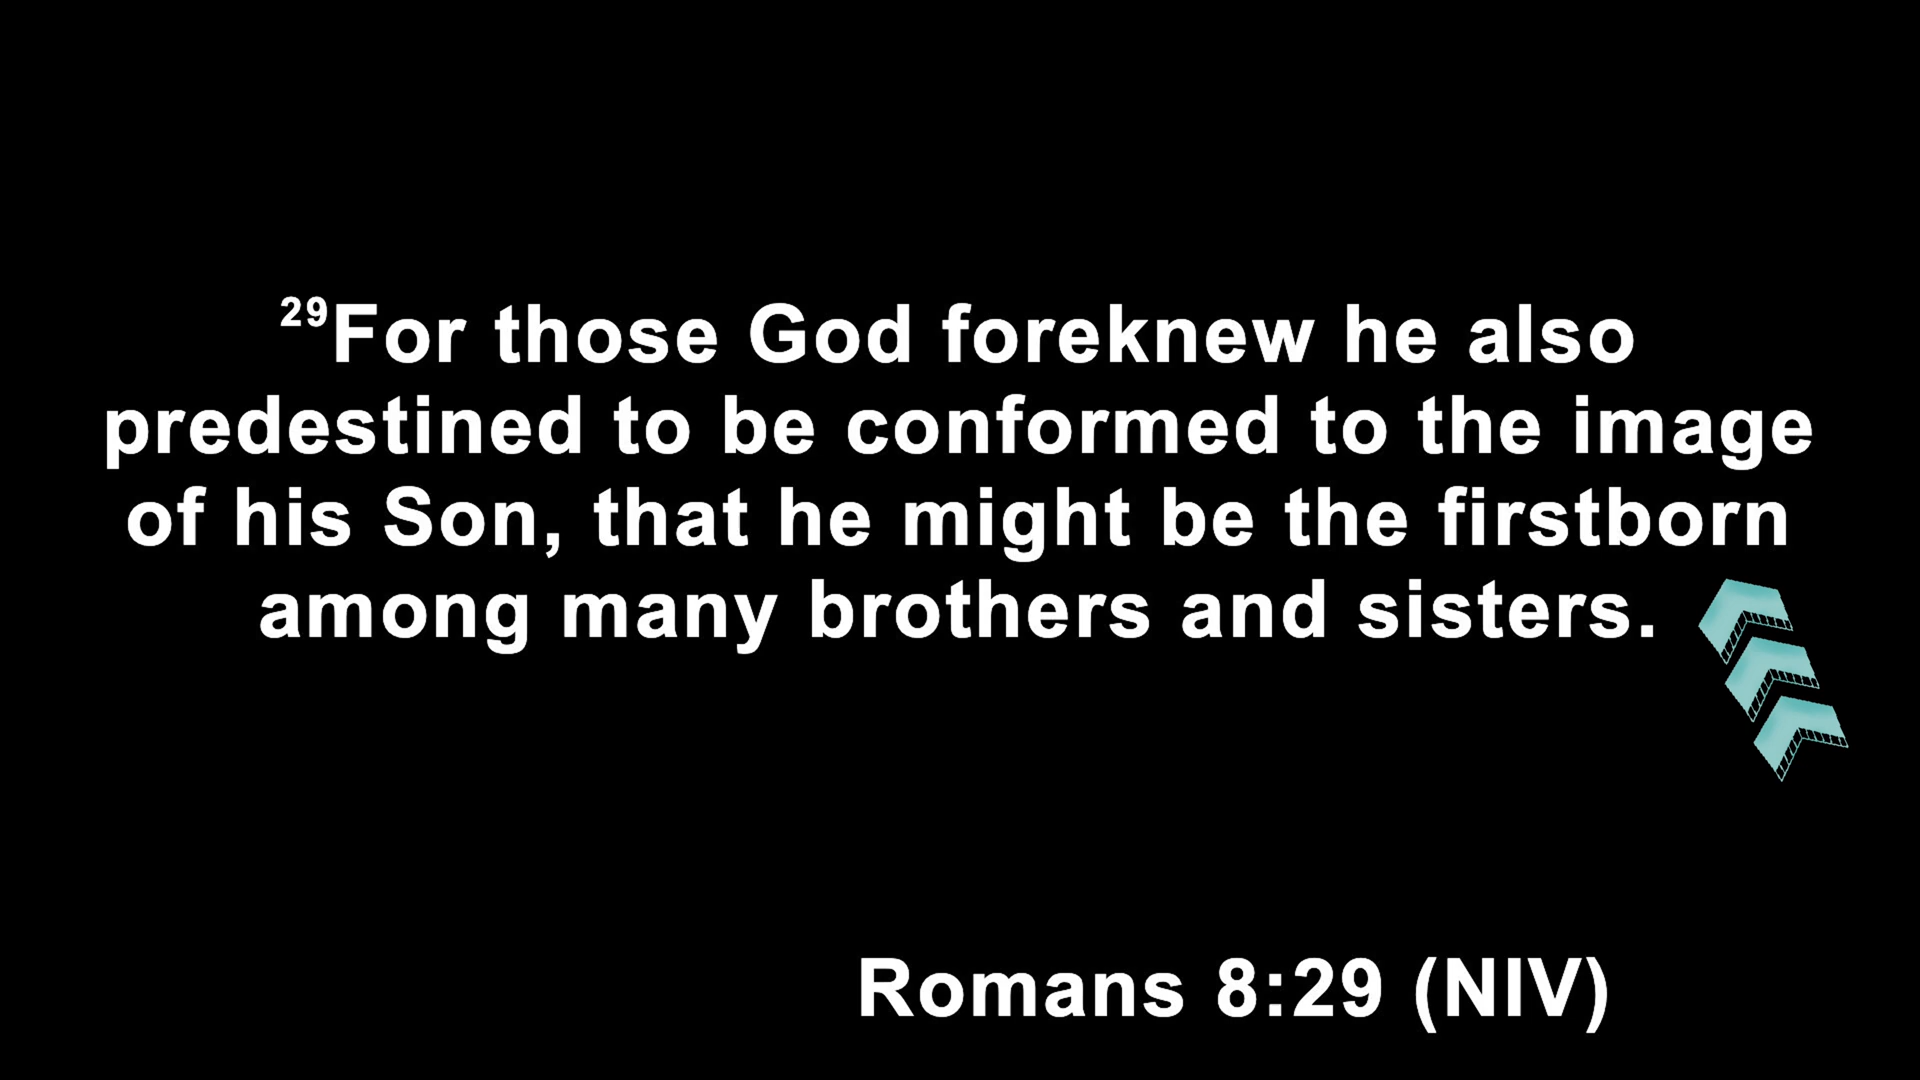 ²⁹For those God foreknew he also
predestined to be conformed to the image
of his Son, that he might be the firstborn
among many brothers and sisters.
Romans 8:29 (NIV)